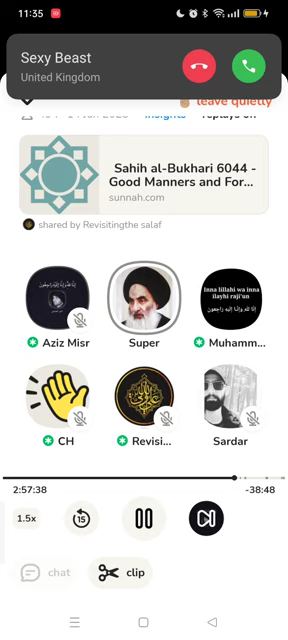 11:35
Sexy Beast
United Kingdom
leave quietly
replays off
Sahih al-Bukhari 6044 -
Good Manners and For...
sunnah.com
shared by Revisitingthe salaf
Inna lillahi wa inna
ilayhi raji'un
إنا لله وإنا إليه راجعون
Aziz Misr
Super
Muhamm...
CH
Revisi...
Sardar
2:57:38
-38:48
1.5x
15
chat
clip